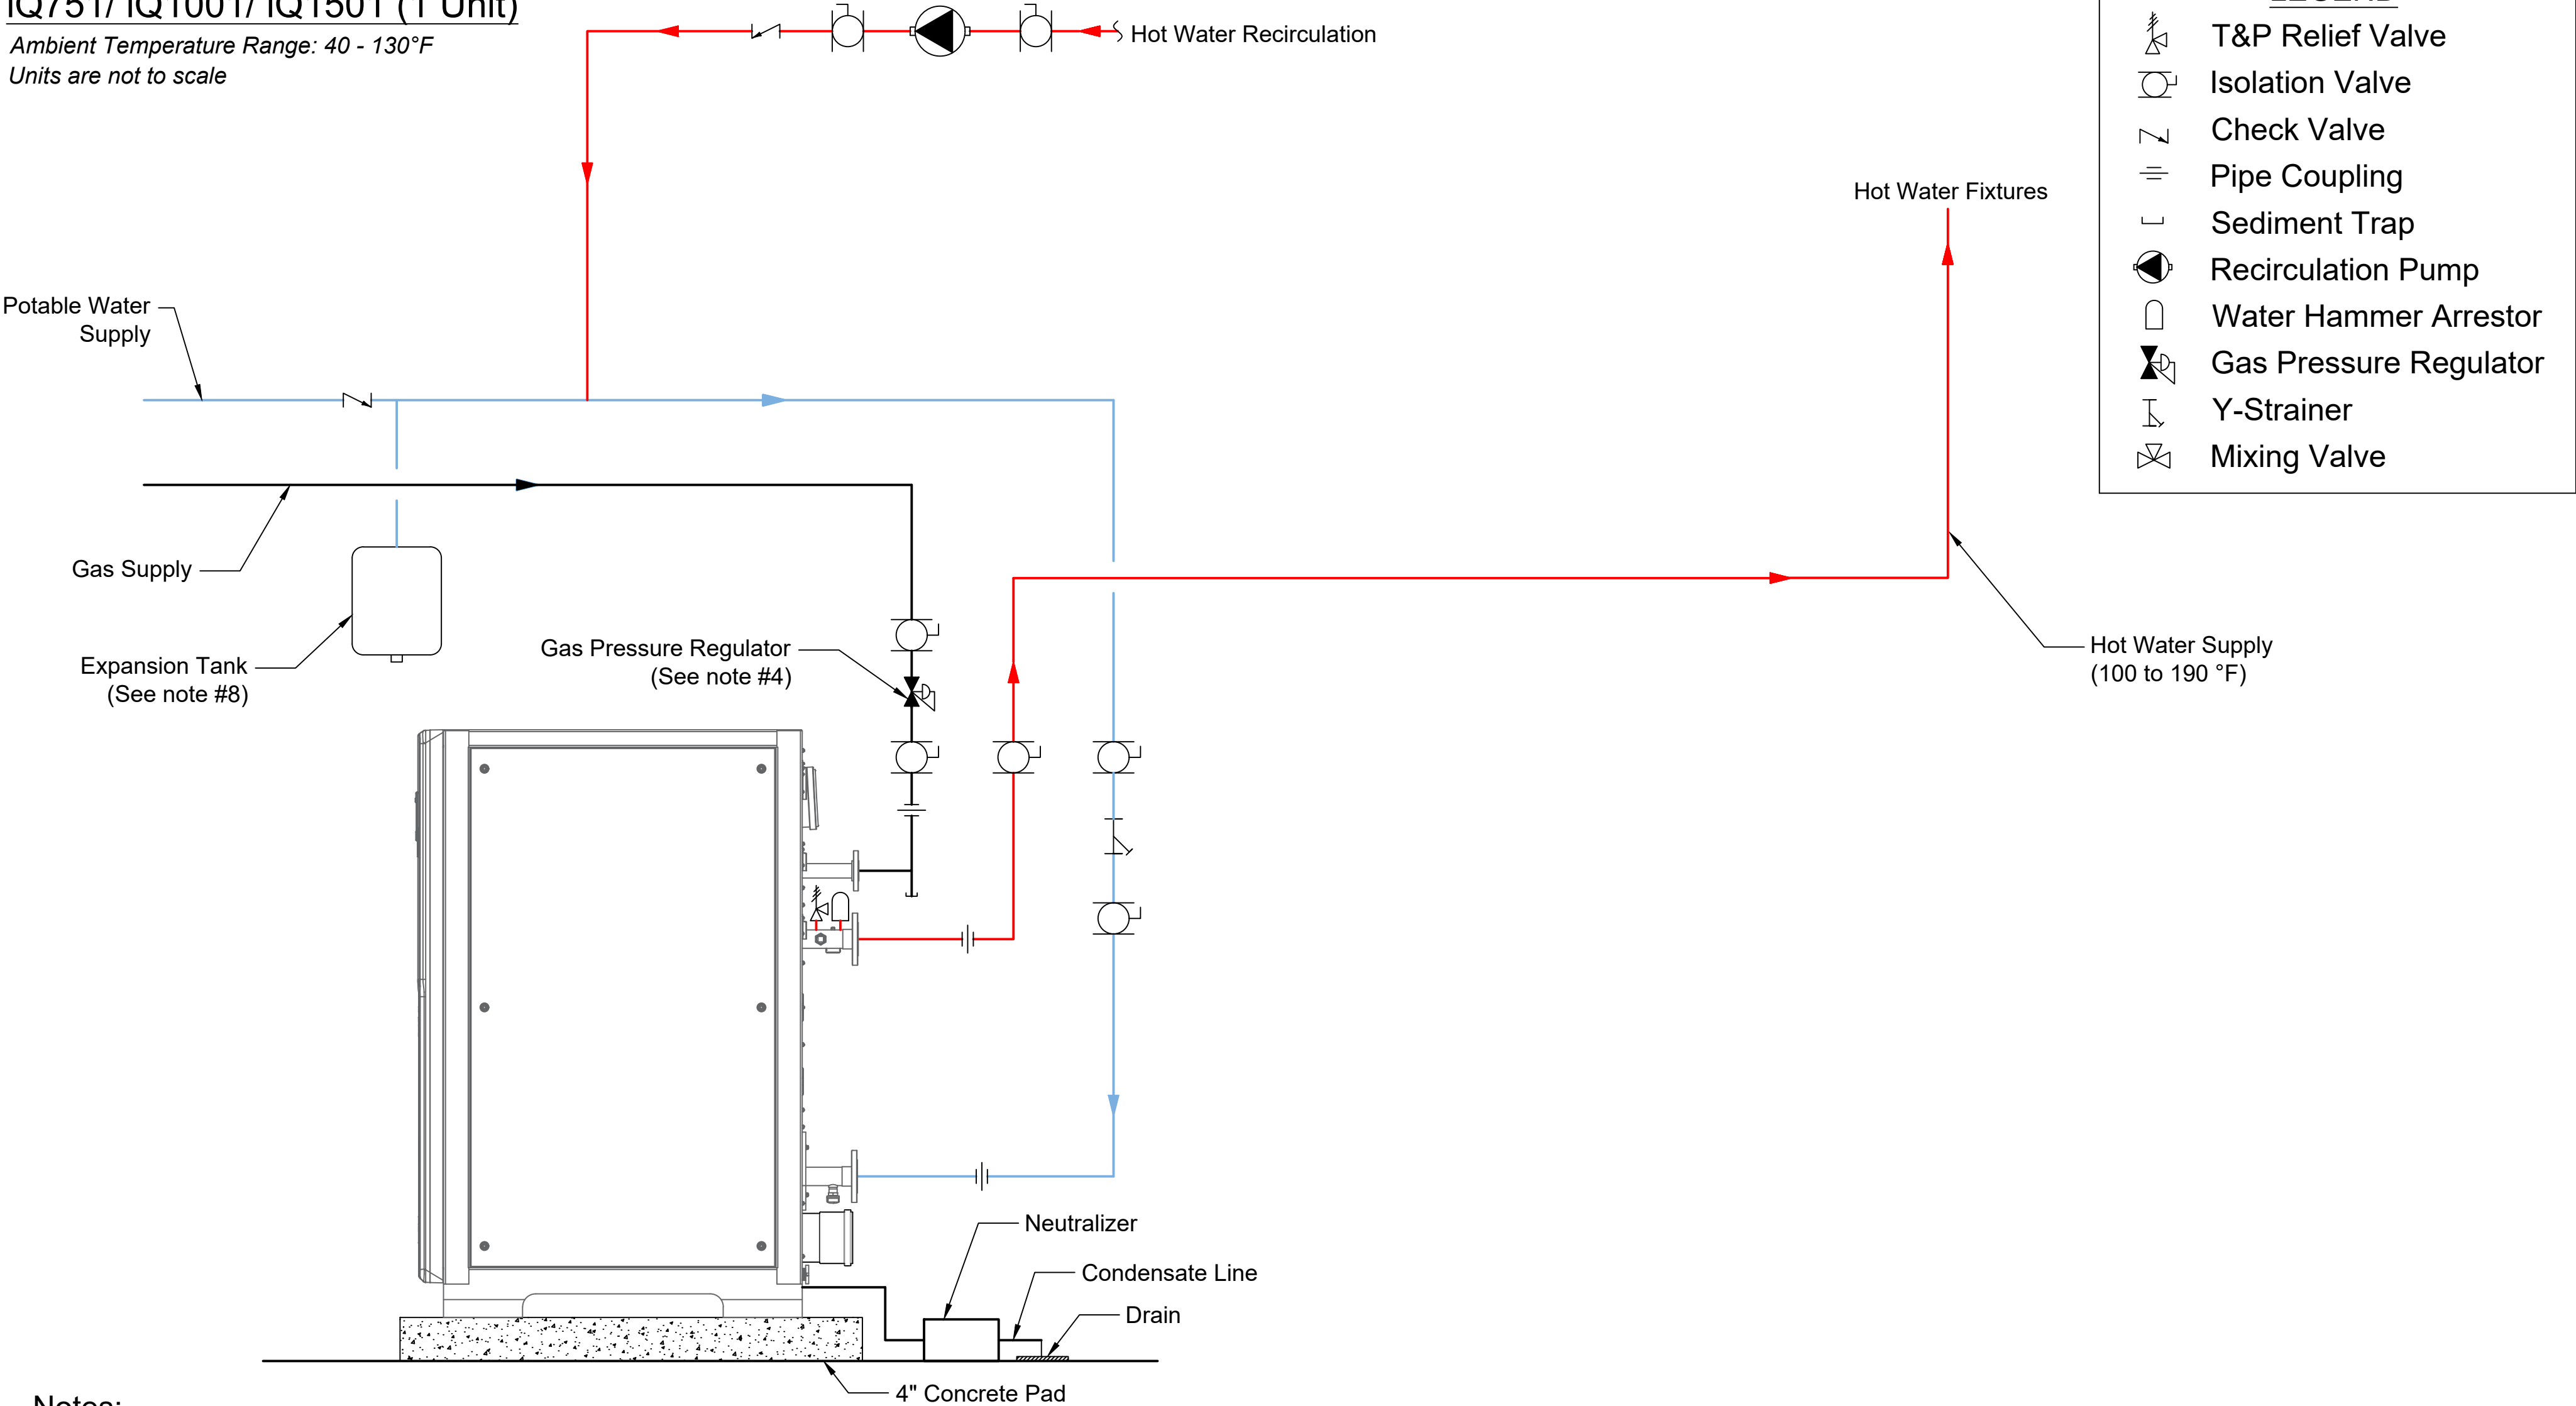 IQ751/ IQ1001/ IQ1501 (1 Unit)
Ambient Temperature Range: 40 - 130°F
Units are not to scale
Hot Water Recirculation
LEGEND
T&P Relief Valve
Isolation Valve
Check Valve
Pipe Coupling
Sediment Trap
Recirculation Pump
Water Hammer Arrestor
Gas Pressure Regulator
Y-Strainer
Mixing Valve
Hot Water Fixtures
Potable Water
Supply
Gas Supply
Expansion Tank
(See note #8)
Gas Pressure Regulator
(See note #4)
Hot Water Supply
(100 to 190 °F)
Neutralizer
Condensate Line
Drain
4" Concrete Pad
Notes: